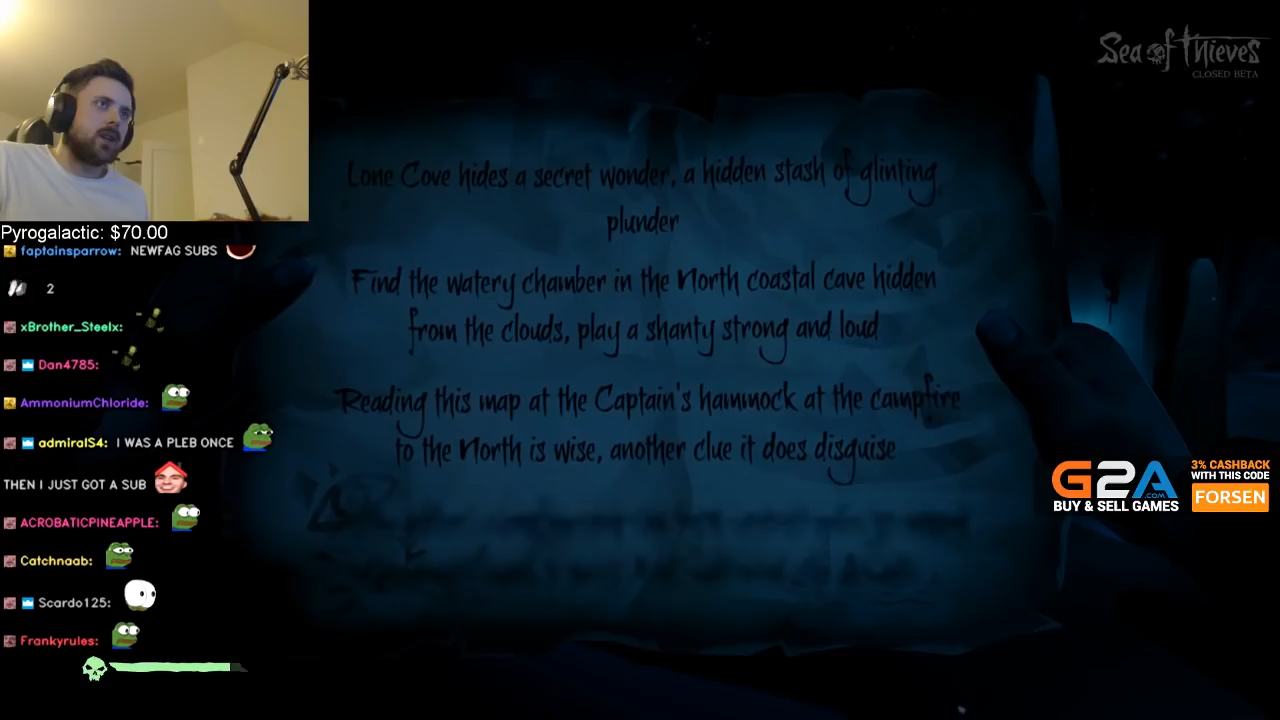 Sea of Thieves
CLOSED BETA
Lone Cove hides a secret wonder, a hidden stash of glinting
plunder
Find the watery chamber in the North coastal cave hidden
from the clouds, play a shanty strong and loud
Reading this map at the Captain's hammock at the campfire
to the North is wise, another clue it does disguise
Pyrogalactic: $70.00
faptainsparrow: NEWFAG SUBS
2
xBrother_Steelx:
Dan4785:
AmmoniumChloride:
admiralS4: I WAS A PLEB ONCE
THEN I JUST GOT A SUB
ACROBATICPINEAPPLE:
Catchnaab:
Scardo125:
Frankyrules:
G2A.COM
BUY & SELL GAMES
3% CASHBACK
WITH THIS CODE
FORSEN